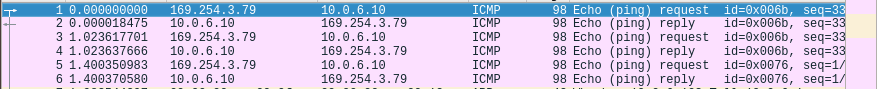 1 0.000000000 169.254.3.79 10.0.6.10 ICMP 98 Echo (ping) request id=0x006b, seq=33
2 0.000018475 10.0.6.10 169.254.3.79 ICMP 98 Echo (ping) reply id=0x006b, seq=33
3 1.023617701 169.254.3.79 10.0.6.10 ICMP 98 Echo (ping) request id=0x006b, seq=33
4 1.023637666 10.0.6.10 169.254.3.79 ICMP 98 Echo (ping) reply id=0x006b, seq=33
5 1.400350983 169.254.3.79 10.0.6.10 ICMP 98 Echo (ping) request id=0x0076, seq=1/
6 1.400370580 10.0.6.10 169.254.3.79 ICMP 98 Echo (ping) reply id=0x0076, seq=1/